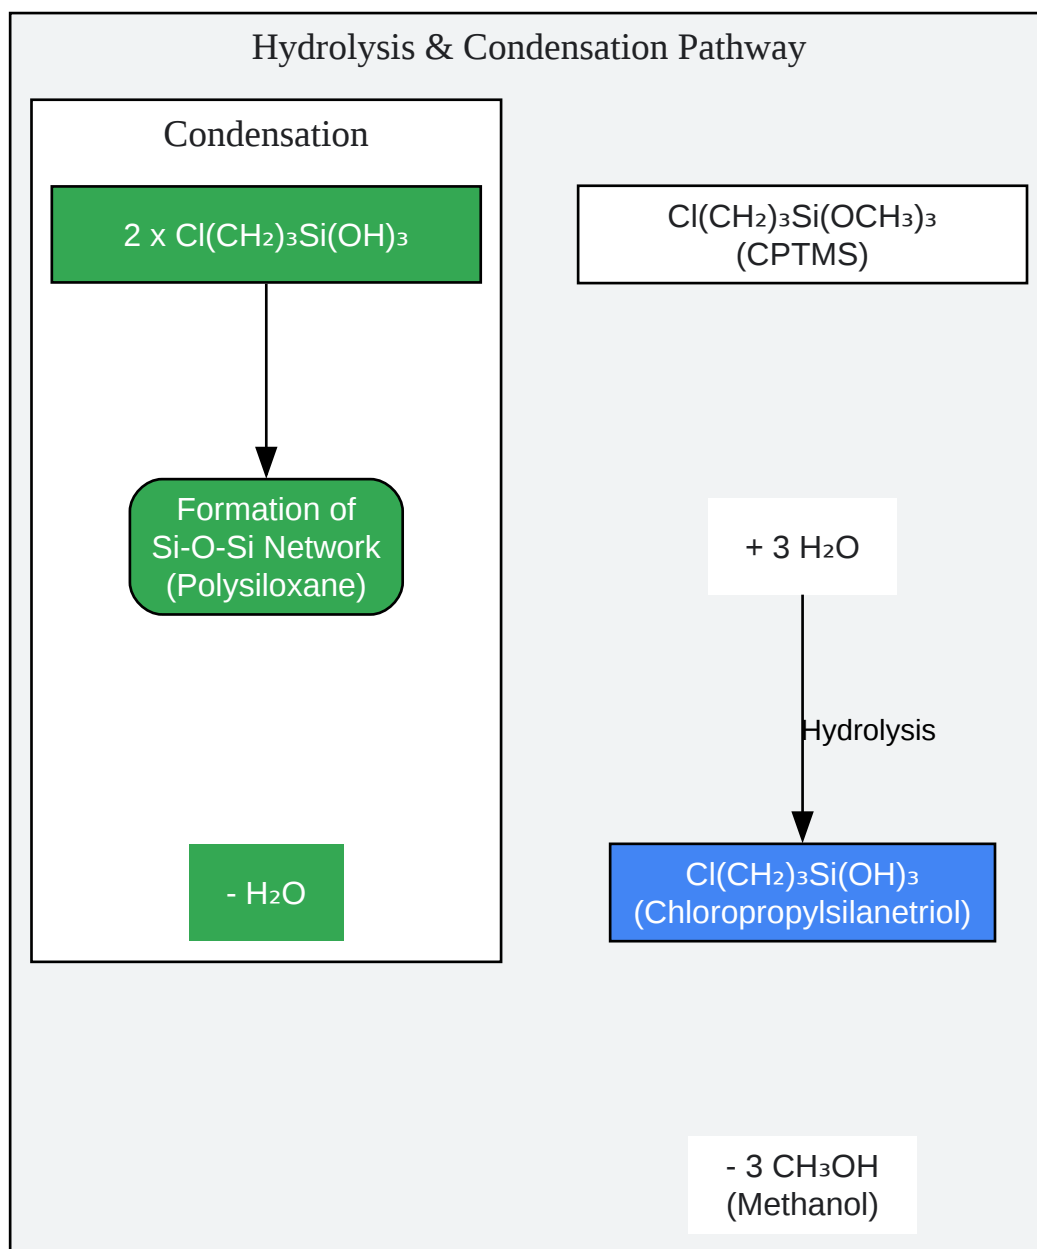 Hydrolysis & Condensation Pathway
Condensation
2 x Cl(CH₂)₃Si(OH)₃
Formation of
Si-O-Si Network
(Polysiloxane)
- H₂O
Cl(CH₂)₃Si(OCH₃)₃
(CPTMS)
+ 3 H₂O
Hydrolysis
Cl(CH₂)₃Si(OH)₃
(Chloropropylsilanetriol)
- 3 CH₃OH
(Methanol)